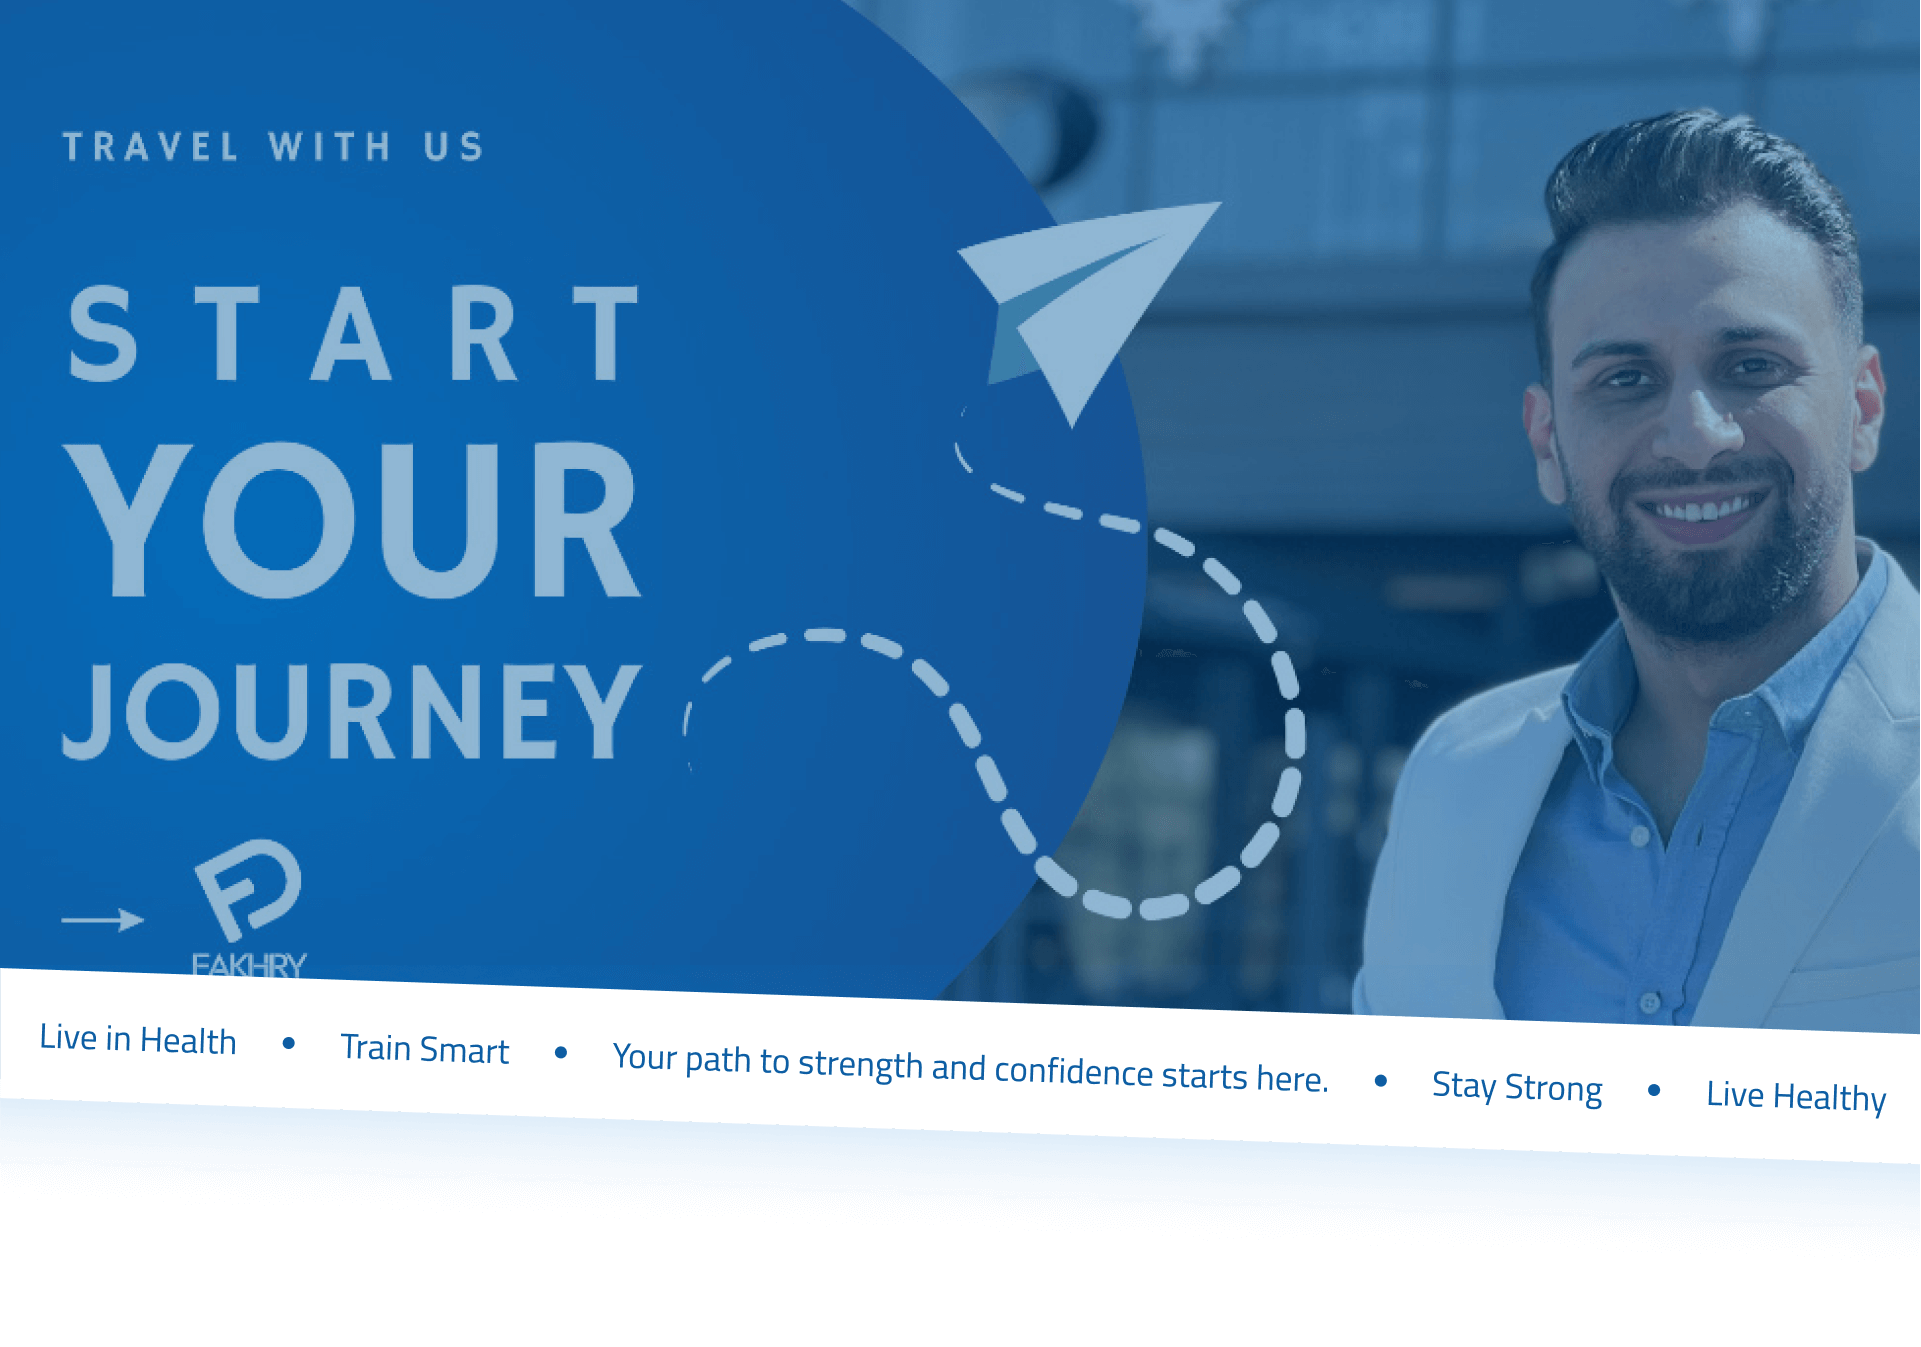 TRAVEL WITH US
START
YOUR
JOURNEY
FAKHRY
Live in Health • Train Smart • Your path to strength and confidence starts here. • Stay Strong • Live Healthy